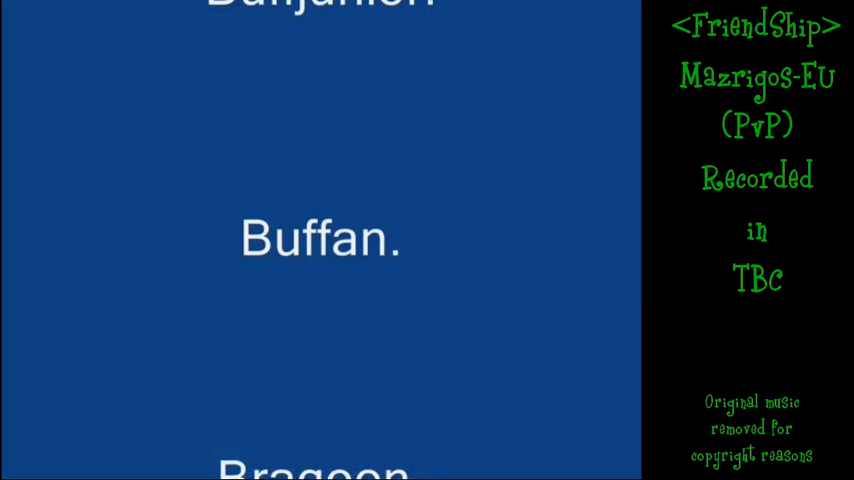 Buffan.
<FriendShip>
Mazrigos-EU
(PvP)
Recorded
in
TBC
Original music
removed for
copyright reasons